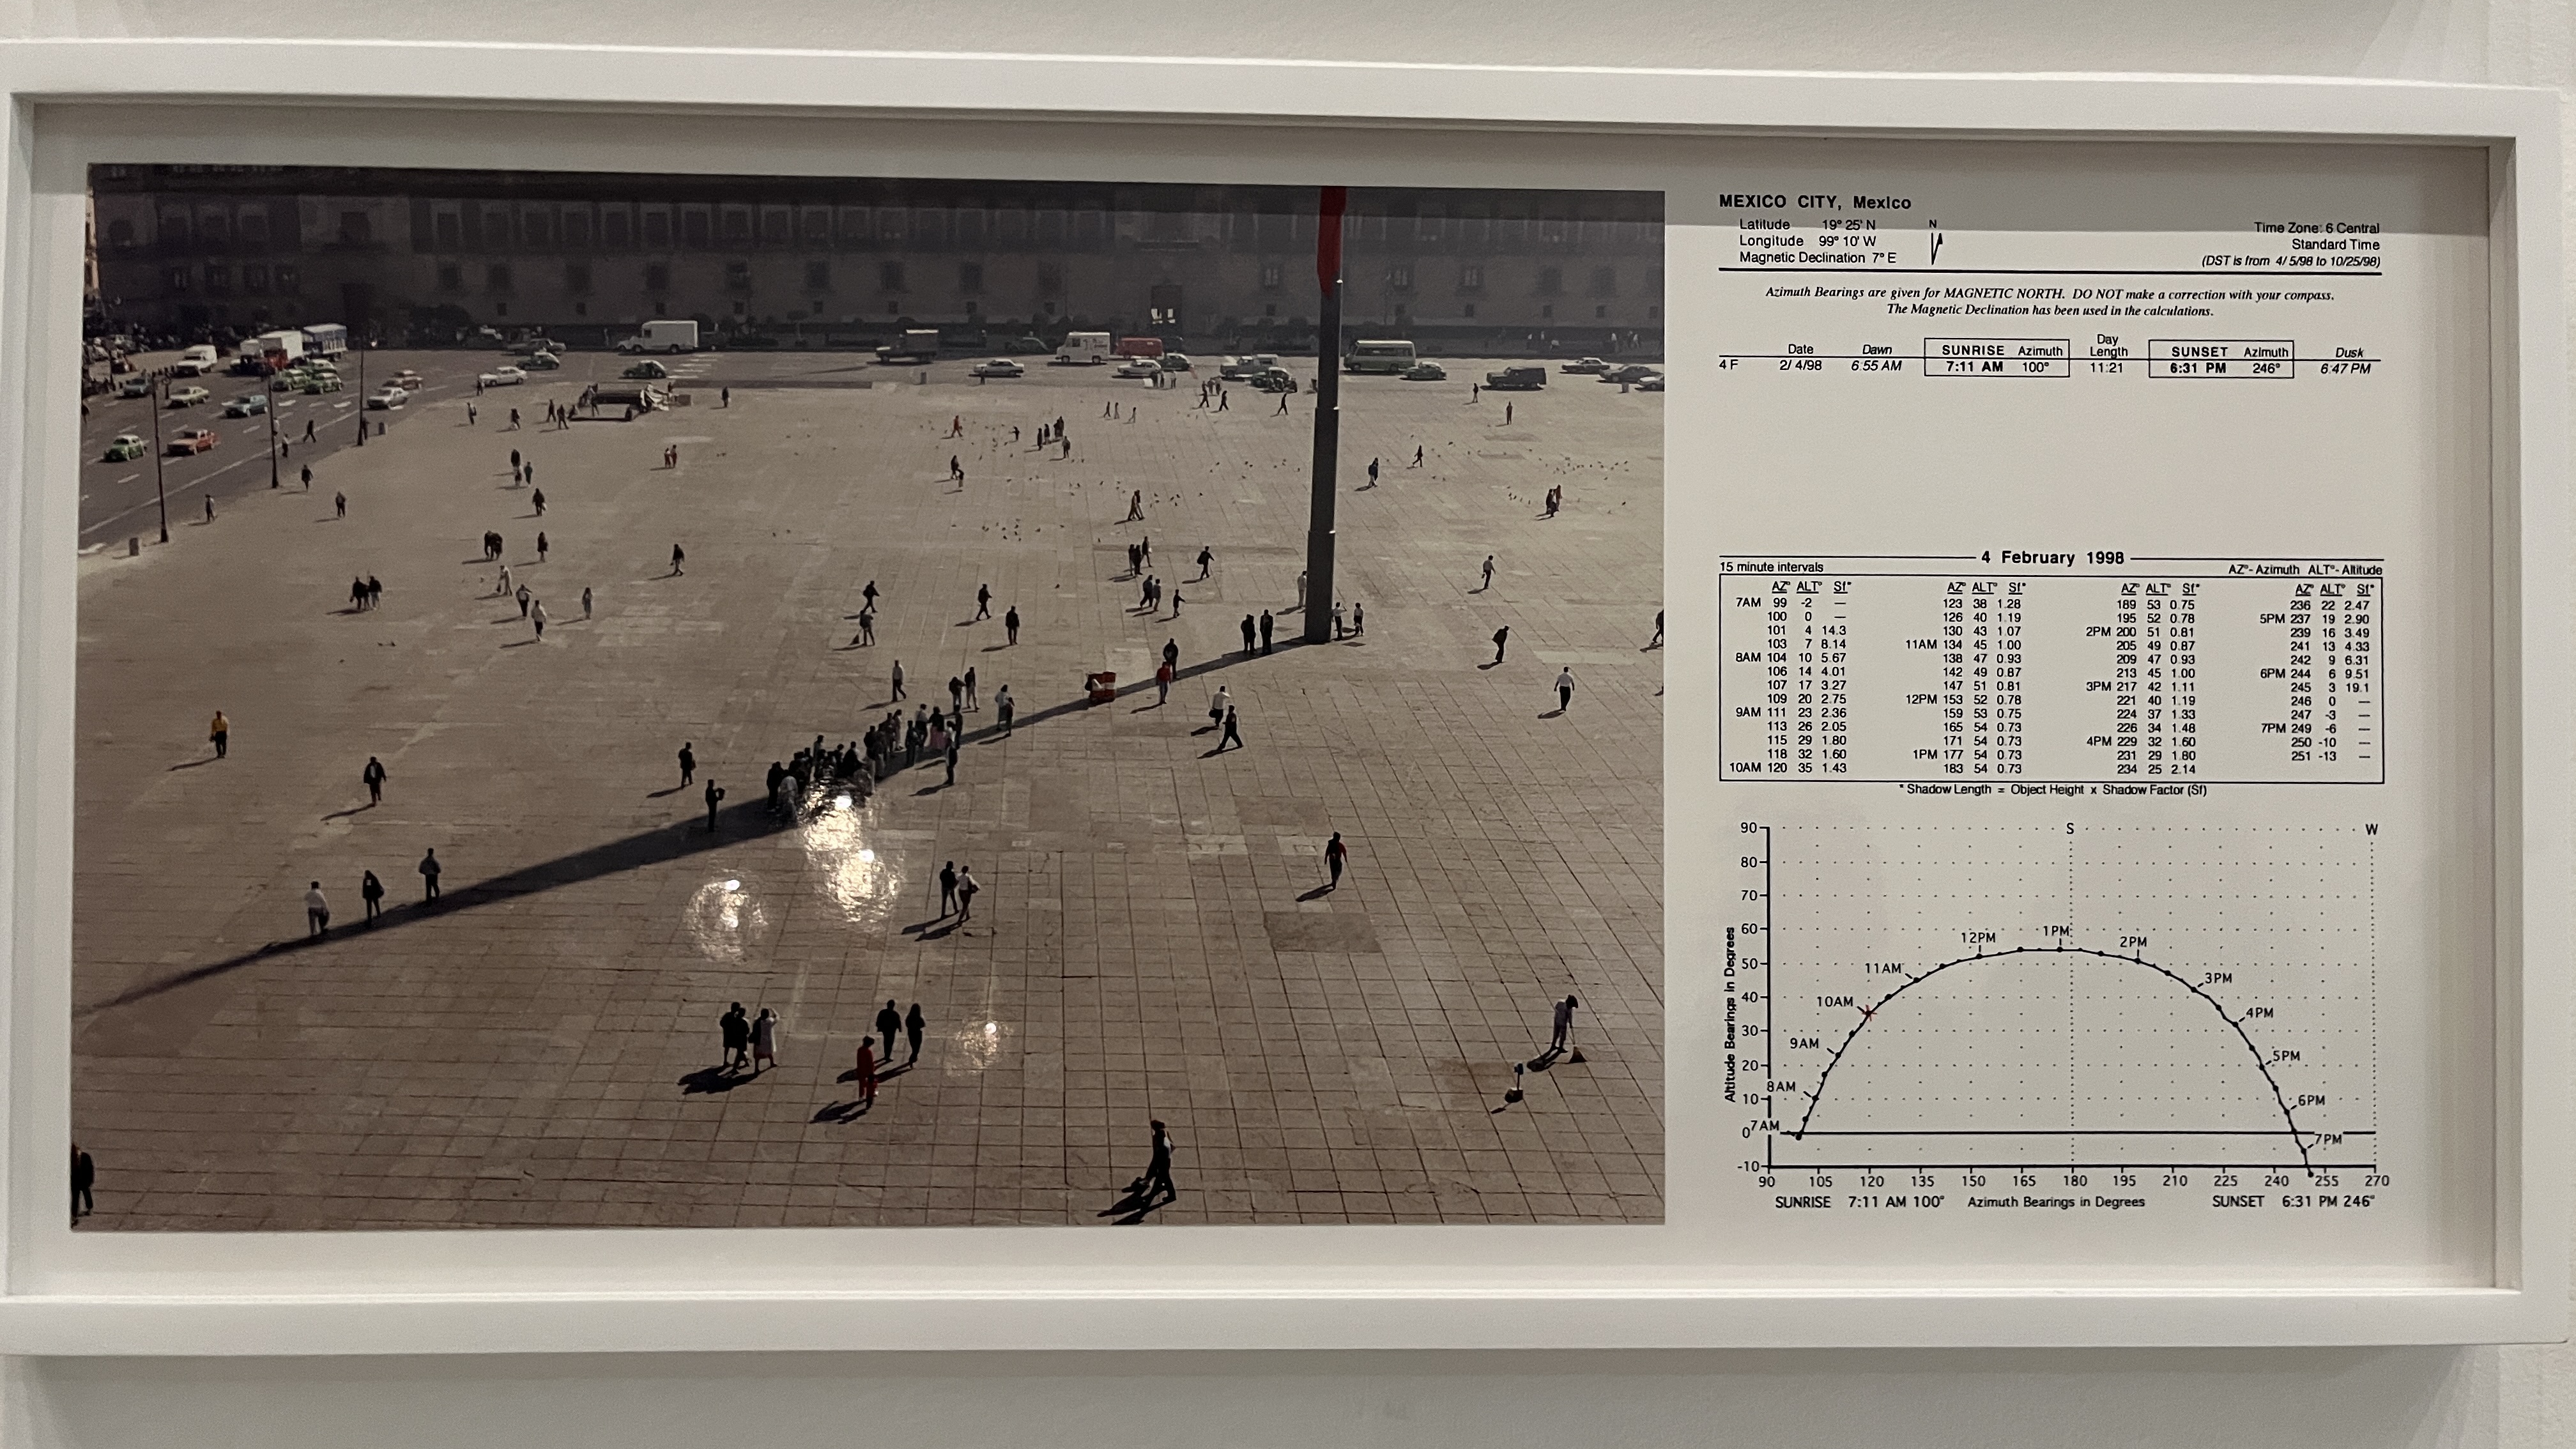 MEXICO CITY, Mexico
Latitude 19° 25' N
Longitude 99° 10' W
Magnetic Declination 7° E
N
Time Zone: 6 Central
Standard Time
(DST is from 4/ 5/98 to 10/25/98)
Azimuth Bearings are given for MAGNETIC NORTH. DO NOT make a correction with your compass.
The Magnetic Declination has been used in the calculations.
Date Dawn SUNRISE Azimuth Day Length SUNSET Azimuth Dusk
4 F 2/ 4/98 6:55 AM 7:11 AM 100° 11:21 6:31 PM 246° 6:47 PM
4 February 1998
15 minute intervals AZ°- Azimuth ALT°- Altitude
AZ° ALT° Sf* AZ° ALT° Sf* AZ° ALT° Sf* AZ° ALT° Sf*
7AM 99 -2 — 123 38 1.28 189 53 0.75 236 22 2.47
100 0 — 126 40 1.19 195 52 0.78 5PM 237 19 2.90
101 4 14.3 130 43 1.07 2PM 200 51 0.81 239 16 3.49
103 7 8.14 11AM 134 45 1.00 205 49 0.87 241 13 4.33
8AM 104 10 5.67 138 47 0.93 209 47 0.93 242 9 6.31
106 14 4.01 142 49 0.87 213 45 1.00 6PM 244 6 9.51
107 17 3.27 147 51 0.81 3PM 217 42 1.11 245 3 19.1
109 20 2.75 12PM 153 52 0.78 221 40 1.19 246 0 —
9AM 111 23 2.36 159 53 0.75 224 37 1.33 247 -3 —
113 26 2.05 165 54 0.73 226 34 1.48 7PM 249 -6 —
115 29 1.80 171 54 0.73 4PM 229 32 1.60 250 -10 —
118 32 1.60 1PM 177 54 0.73 231 29 1.80 251 -13 —
10AM 120 35 1.43 183 54 0.73 234 25 2.14
* Shadow Length = Object Height x Shadow Factor (Sf)
Altitude Bearings in Degrees
90
80
70
60
50
40
30
20
10
0
-10
S
W
7AM
8AM
9AM
10AM
11AM
12PM
1PM
2PM
3PM
4PM
5PM
6PM
7PM
90 105 120 135 150 165 180 195 210 225 240 255 270
SUNRISE 7:11 AM 100° Azimuth Bearings in Degrees SUNSET 6:31 PM 246°